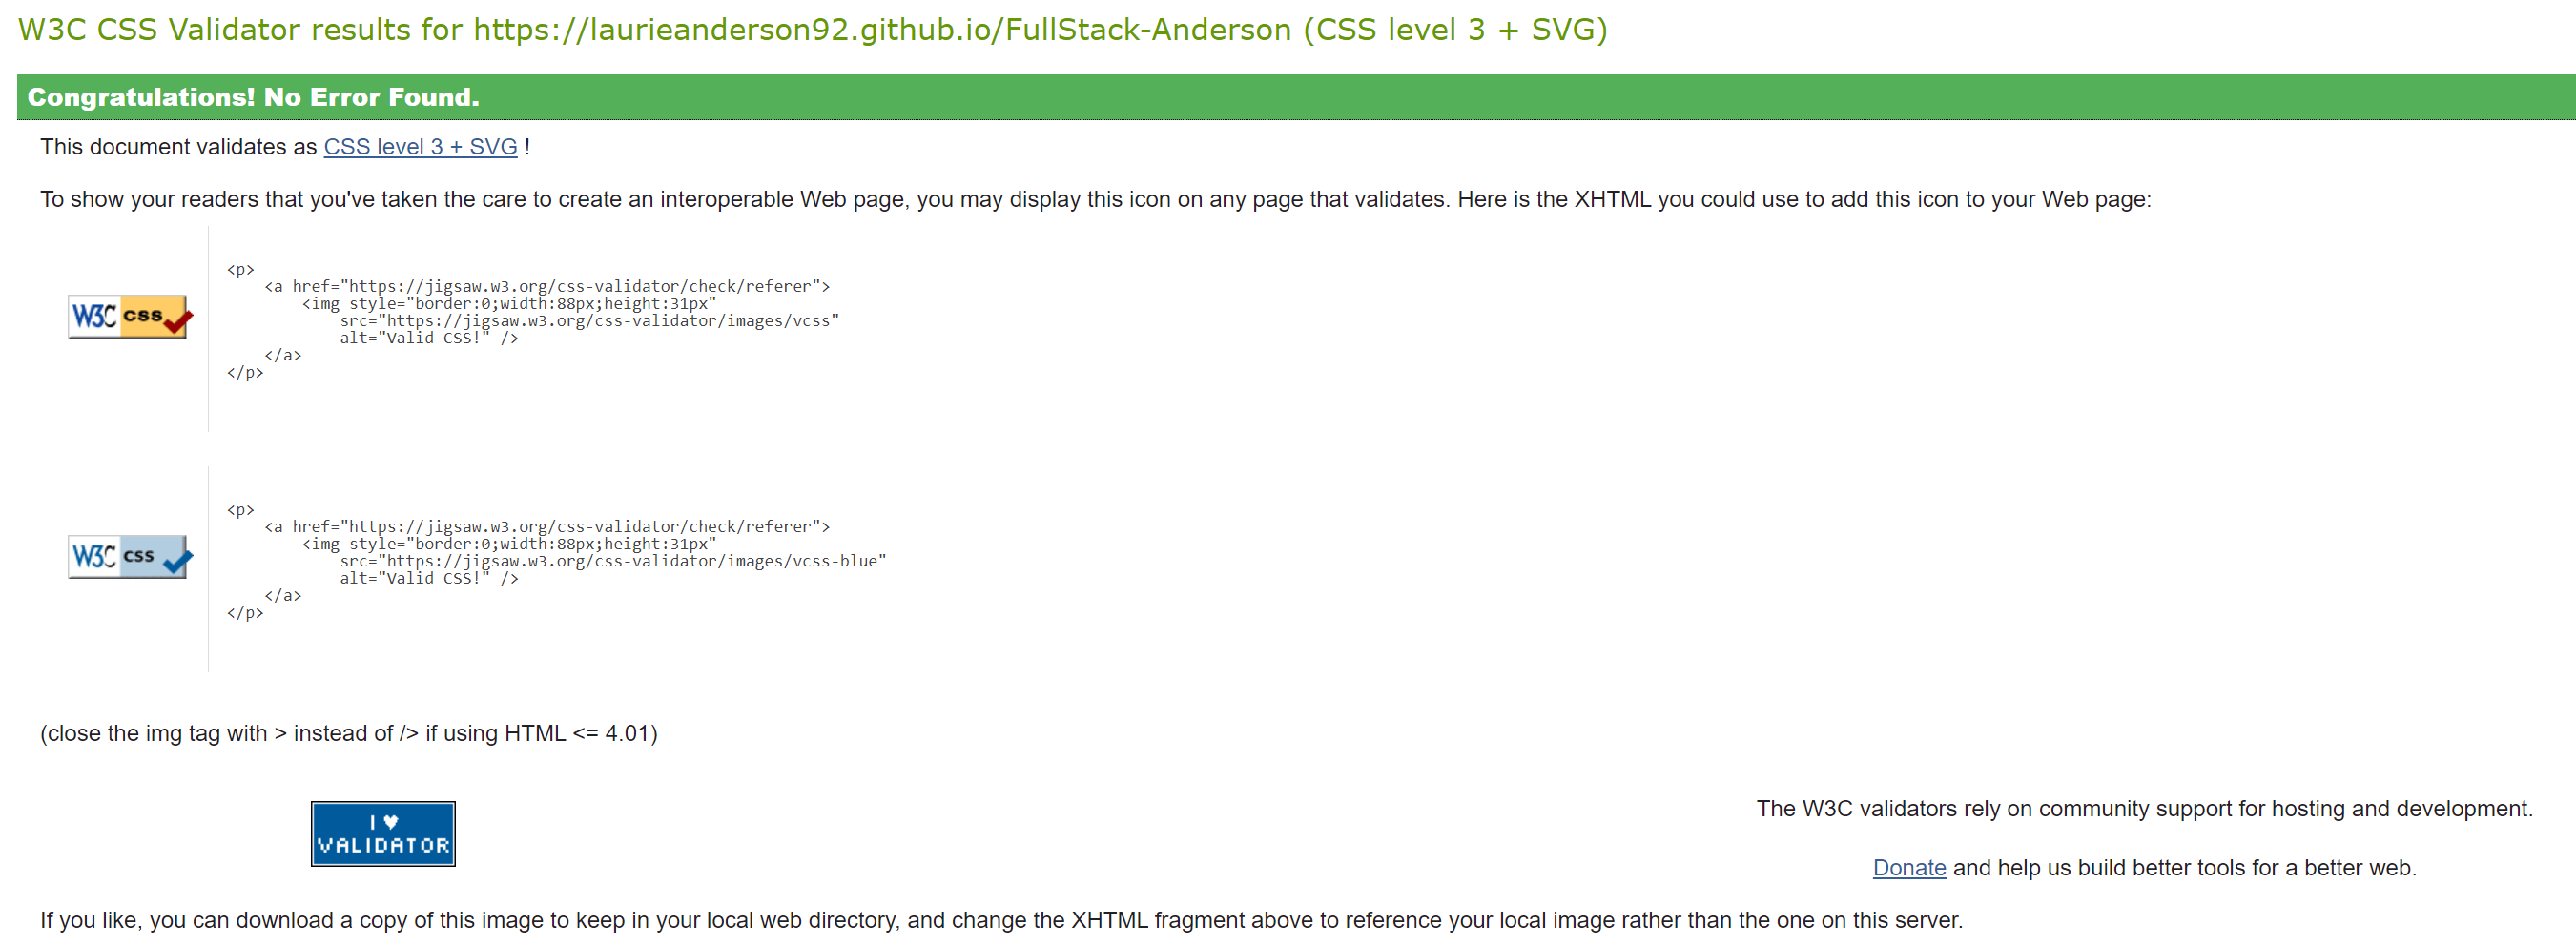 W3C CSS Validator results for https://laurieanderson92.github.io/FullStack-Anderson (CSS level 3 + SVG)
Congratulations! No Error Found.
This document validates as CSS level 3 + SVG !
To show your readers that you've taken the care to create an interoperable Web page, you may display this icon on any page that validates. Here is the XHTML you could use to add this icon to your Web page:
W3C css
<p>
<a href="https://jigsaw.w3.org/css-validator/check/referer">
<img style="border:0;width:88px;height:31px"
src="https://jigsaw.w3.org/css-validator/images/vcss"
alt="Valid CSS!" />
</a>
</p>
W3C css
<p>
<a href="https://jigsaw.w3.org/css-validator/check/referer">
<img style="border:0;width:88px;height:31px"
src="https://jigsaw.w3.org/css-validator/images/vcss-blue"
alt="Valid CSS!" />
</a>
</p>
(close the img tag with > instead of /> if using HTML <= 4.01)
I ♥
VALIDATOR
The W3C validators rely on community support for hosting and development.
Donate and help us build better tools for a better web.
If you like, you can download a copy of this image to keep in your local web directory, and change the XHTML fragment above to reference your local image rather than the one on this server.